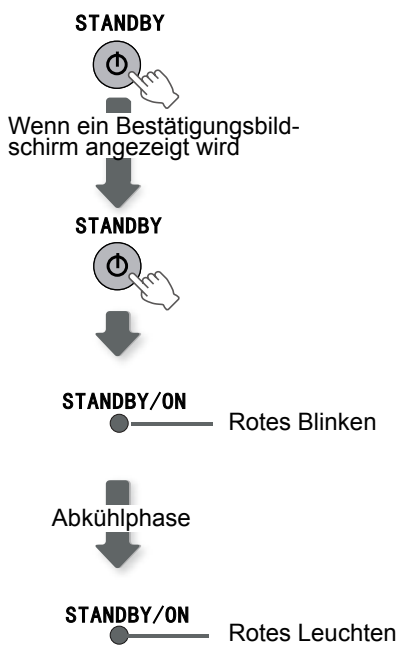 STANDBY
Wenn ein Bestätigungsbild-
schirm angezeigt wird
STANDBY
STANDBY/ON
Rotes Blinken
Abkühlphase
STANDBY/ON
Rotes Leuchten